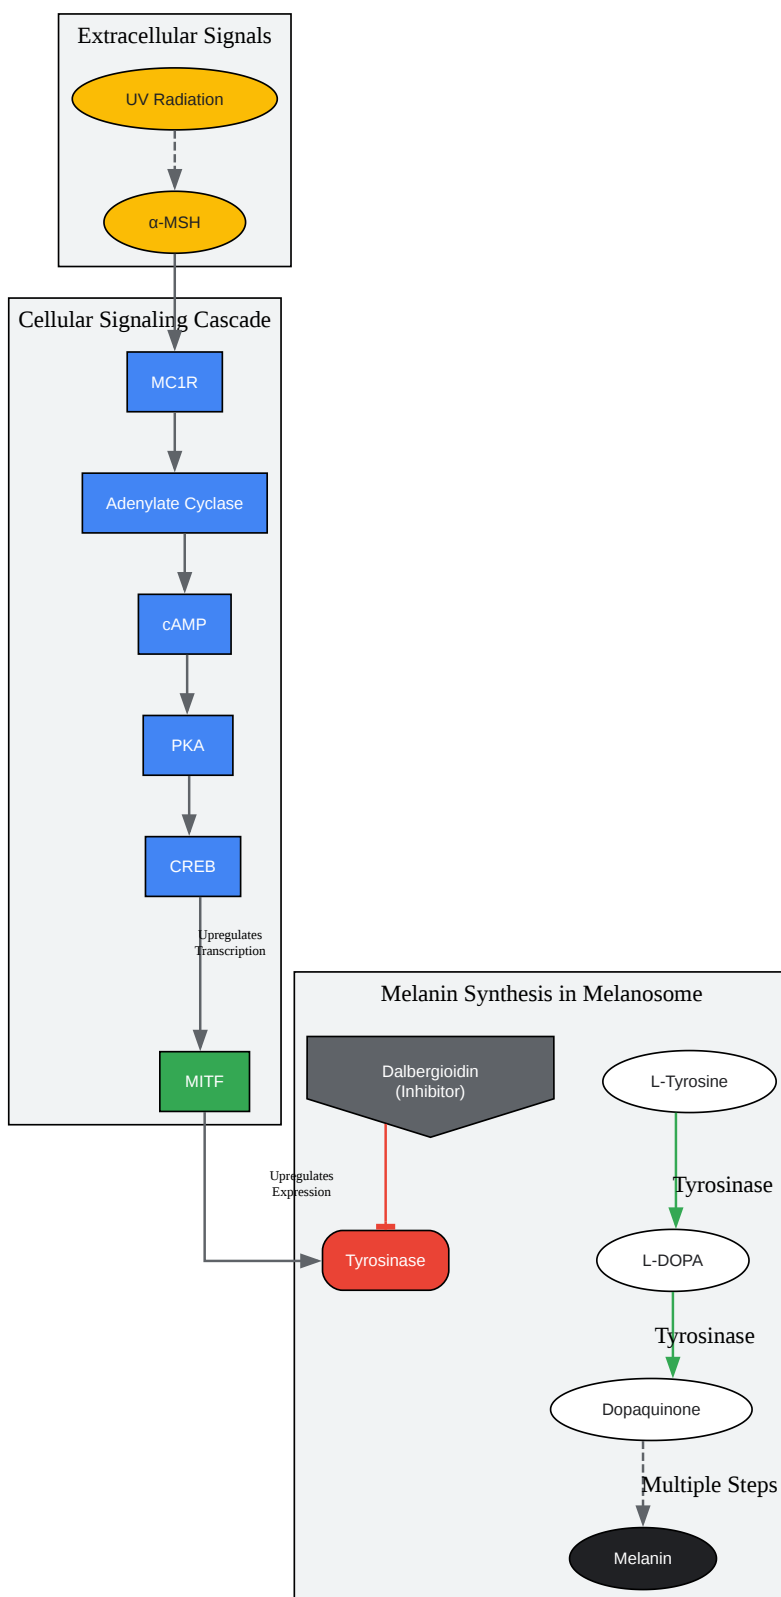 Extracellular Signals
UV Radiation
α-MSH
Cellular Signaling Cascade
MC1R
Adenylate Cyclase
cAMP
PKA
CREB
Upregulates
Transcription
MITF
Melanin Synthesis in Melanosome
Dalbergioidin
(Inhibitor)
L-Tyrosine
Upregulates
Expression
Tyrosinase
Tyrosinase
L-DOPA
Tyrosinase
Dopaquinone
Multiple Steps
Melanin